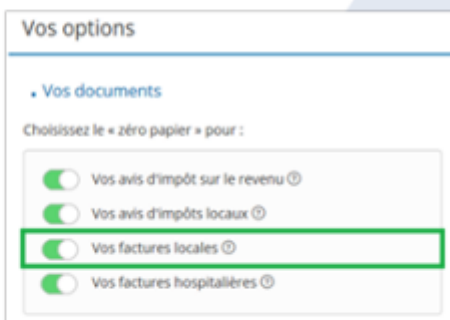 Vos options
. Vos documents
Choisissez le « zéro papier » pour :
Vos avis d'impôt sur le revenu ?
Vos avis d'impôts locaux ?
Vos factures locales ?
Vos factures hospitalières ?